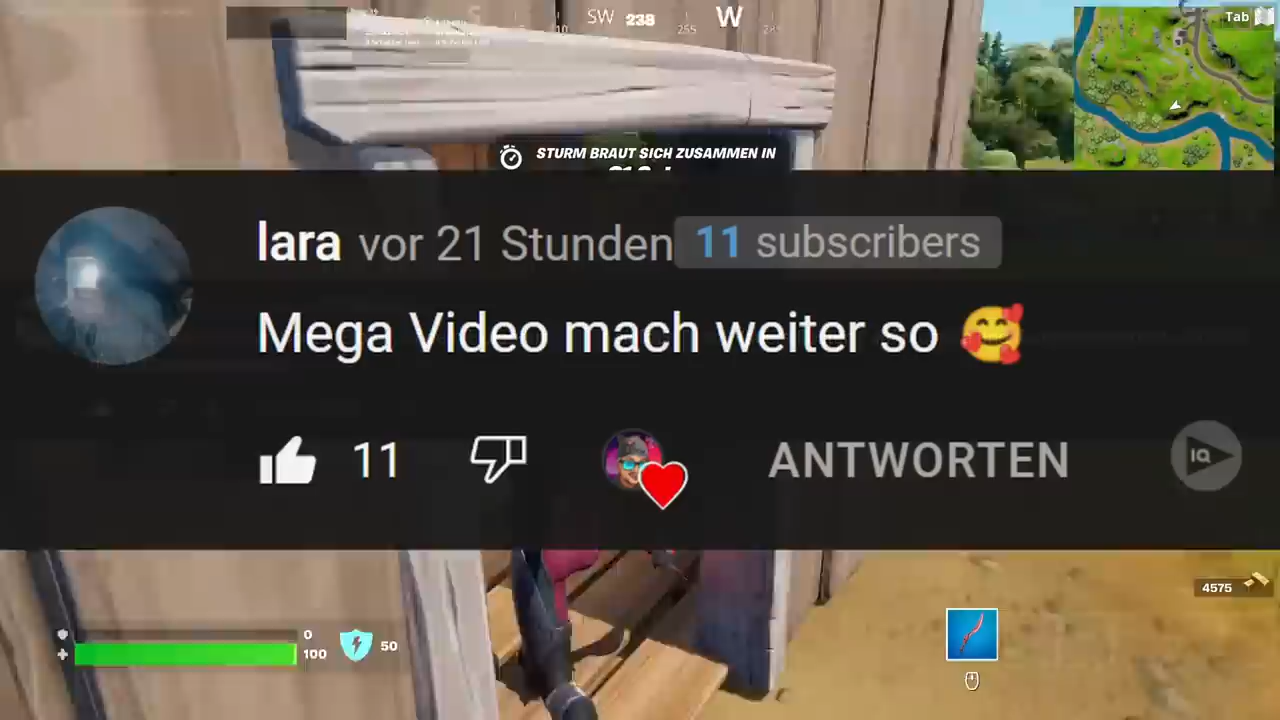 SW 238 W
255
Tab
STURM BRAUT SICH ZUSAMMEN IN
lara vor 21 Stunden 11 subscribers
Mega Video mach weiter so 🥰
11 ANTWORTEN IQ
4575
0
100 50